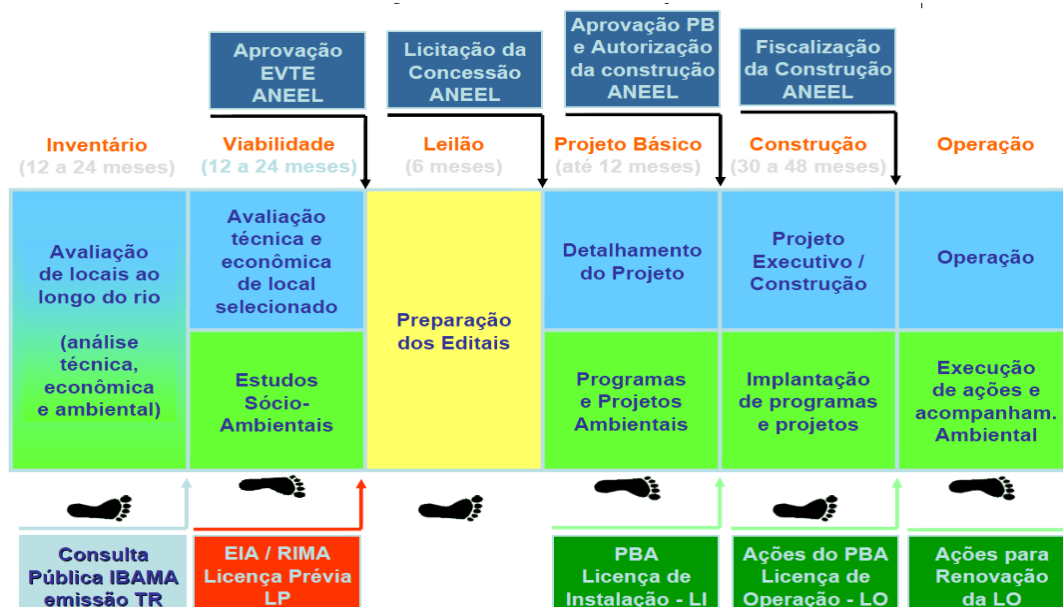 Aprovação
EVTE
ANEEL
Licitação da
Concessão
ANEEL
Aprovação PB
e Autorização
da construção
ANEEL
Fiscalização
da Construção
ANEEL
Inventário
(12 a 24 meses)
Viabilidade
(12 a 24 meses)
Leilão
(6 meses)
Projeto Básico
(até 12 meses)
Construção
(30 a 48 meses)
Operação
Avaliação
de locais ao
longo do rio
(análise
técnica,
econômica
e ambiental)
Avaliação
técnica e
econômica
de local
selecionado
Estudos
Sócio-
Ambientais
Preparação
dos Editais
Detalhamento
do Projeto
Programas
e Projetos
Ambientais
Projeto
Executivo /
Construção
Implantação
de programas
e projetos
Operação
Execução
de ações e
acompanham.
Ambiental
Consulta
Pública IBAMA
emissão TR
EIA / RIMA
Licença Prévia
LP
PBA
Licença de
Instalação - LI
Ações do PBA
Licença de
Operação - LO
Ações para
Renovação
da LO